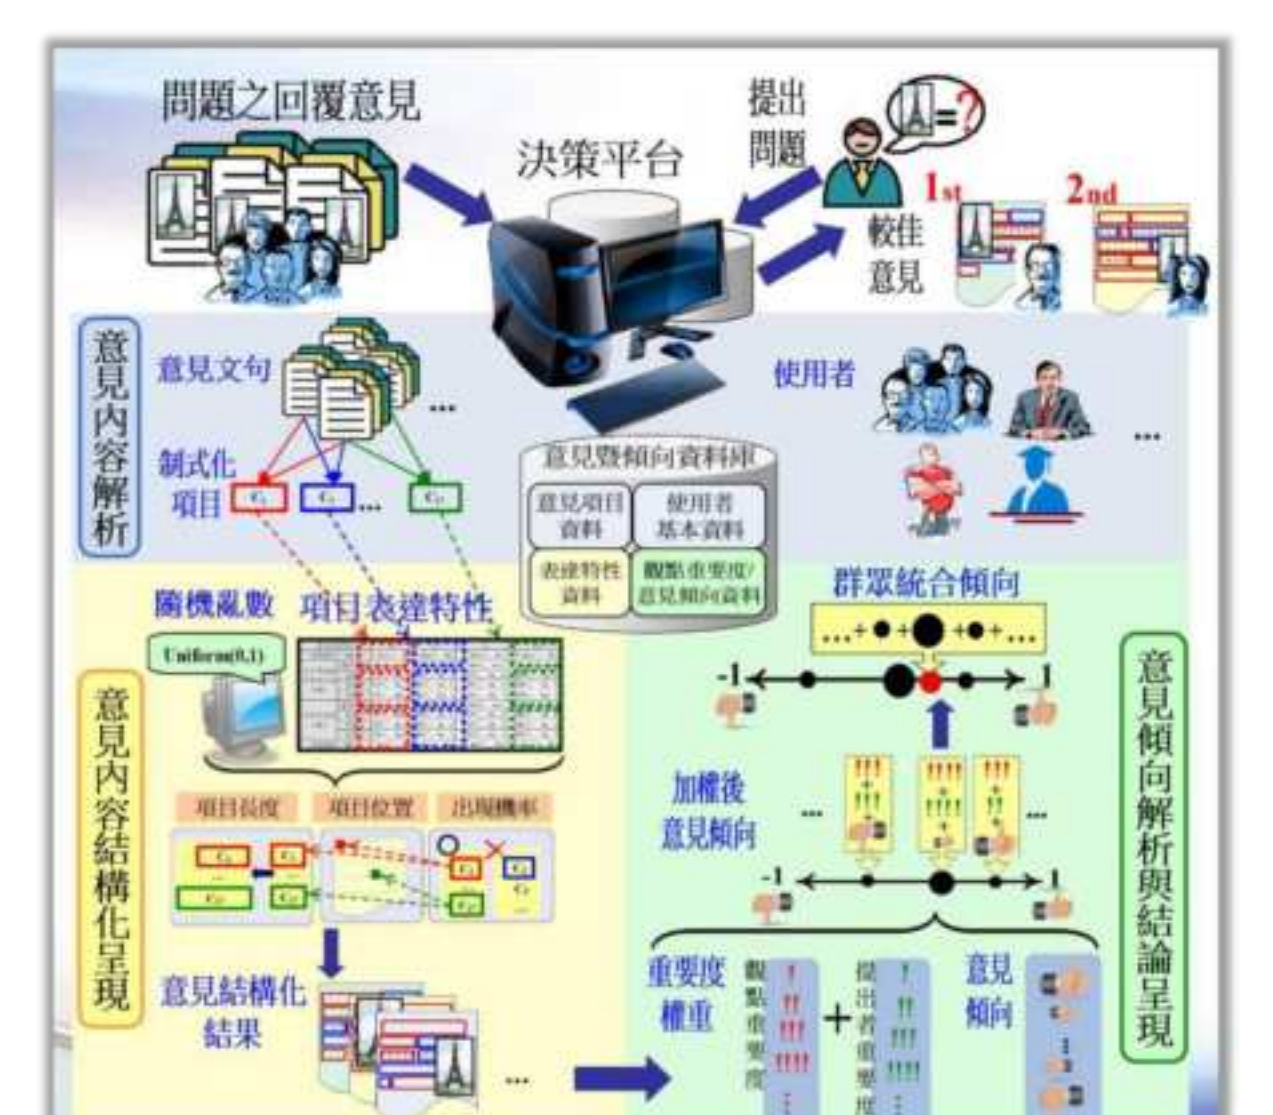 問題之回覆意見
決策平台
提出
問題
=?
1st
2nd
較佳
意見
意見內容解析
意見文句
...
制式化
項目
C₁
...
使用者
...
意見暨傾向資料庫
意見項目
資料
使用者
基本資料
表達特性
資料
觀點重要度/
意見傾向資料
隨機亂數
項目表達特性
Uniform(0,1)
意見內容結構化呈現
項目長度
項目位置
出現機率
意見結構化
結果
...
群眾統合傾向
...+
+
+
+...
-1
1
加權後
意見傾向
...
...
-1
1
重要度
權重
觀點重要度
+
提出者重要度
意見
傾向
意見傾向解析與結論呈現